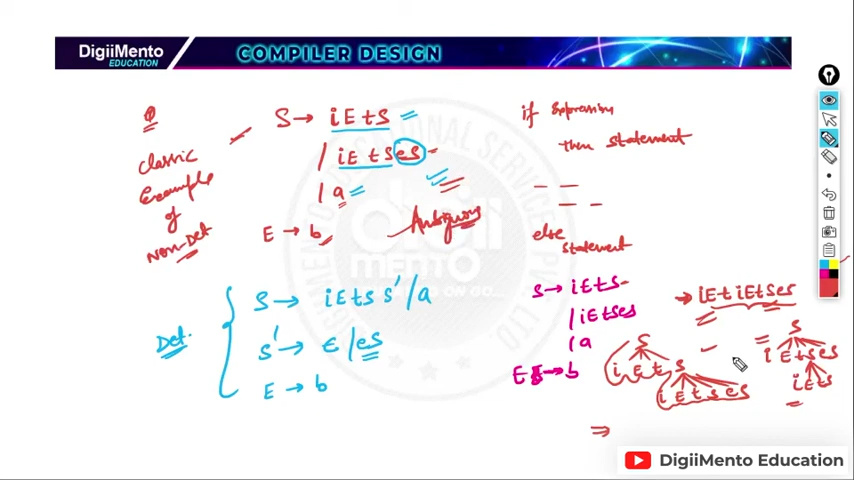 DigiiMento
EDUCATION
COMPILER DESIGN
Q
classic
Example
of
Non-Det
S → iEtS
/ iEtSeS
/ a
E → b
Ambiguous
if Expression
then statement
else
statement
Det.
S → iEtS S' / a
S' → ε / eS
E → b
S → iEtS
/ iEtSeS
/ a
E → b
→ iEtiEtSeS
S
i E t S
i E t S e S
= S
i E t S e S
i E t S
⇒
DigiiMento Education